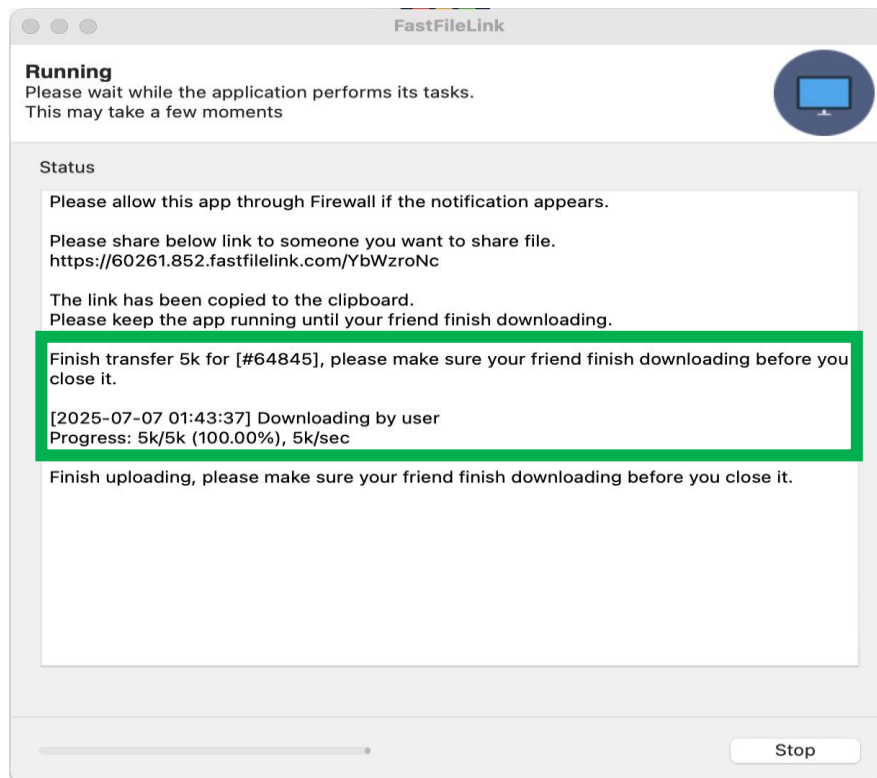 FastFileLink
Running
Please wait while the application performs its tasks.
This may take a few moments
Status
Please allow this app through Firewall if the notification appears.
Please share below link to someone you want to share file.
https://60261.852.fastfilelink.com/YbWzroNc
The link has been copied to the clipboard.
Please keep the app running until your friend finish downloading.
Finish transfer 5k for [#64845], please make sure your friend finish downloading before you
close it.
[2025-07-07 01:43:37] Downloading by user
Progress: 5k/5k (100.00%), 5k/sec
Finish uploading, please make sure your friend finish downloading before you close it.
Stop